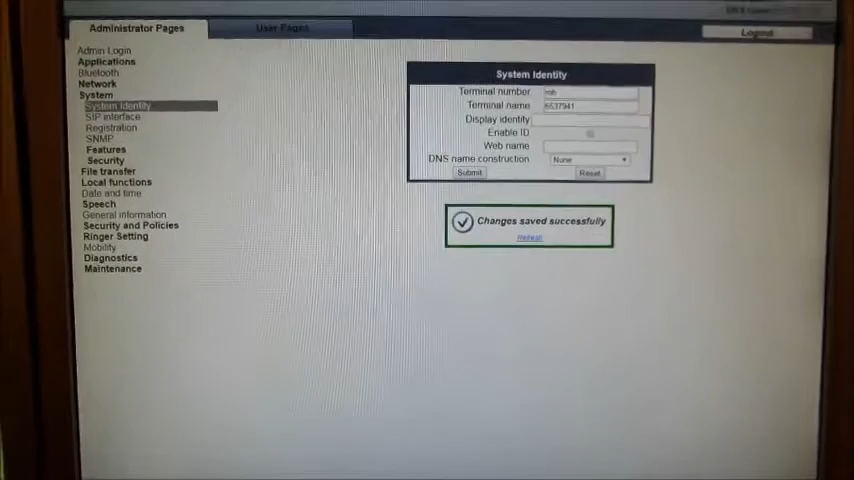 Administrator Pages
User Pages
Logout
Admin Login
Applications
Bluetooth
Network
System
System Identity
SIP interface
Registration
SNMP
Features
Security
File transfer
Local functions
Date and time
Speech
General information
Security and Policies
Ringer Setting
Mobility
Diagnostics
Maintenance
System Identity
Terminal number
Terminal name 6537941
Display identity
Enable ID
Web name
DNS name construction None
Submit Reset
Changes saved successfully
Refresh